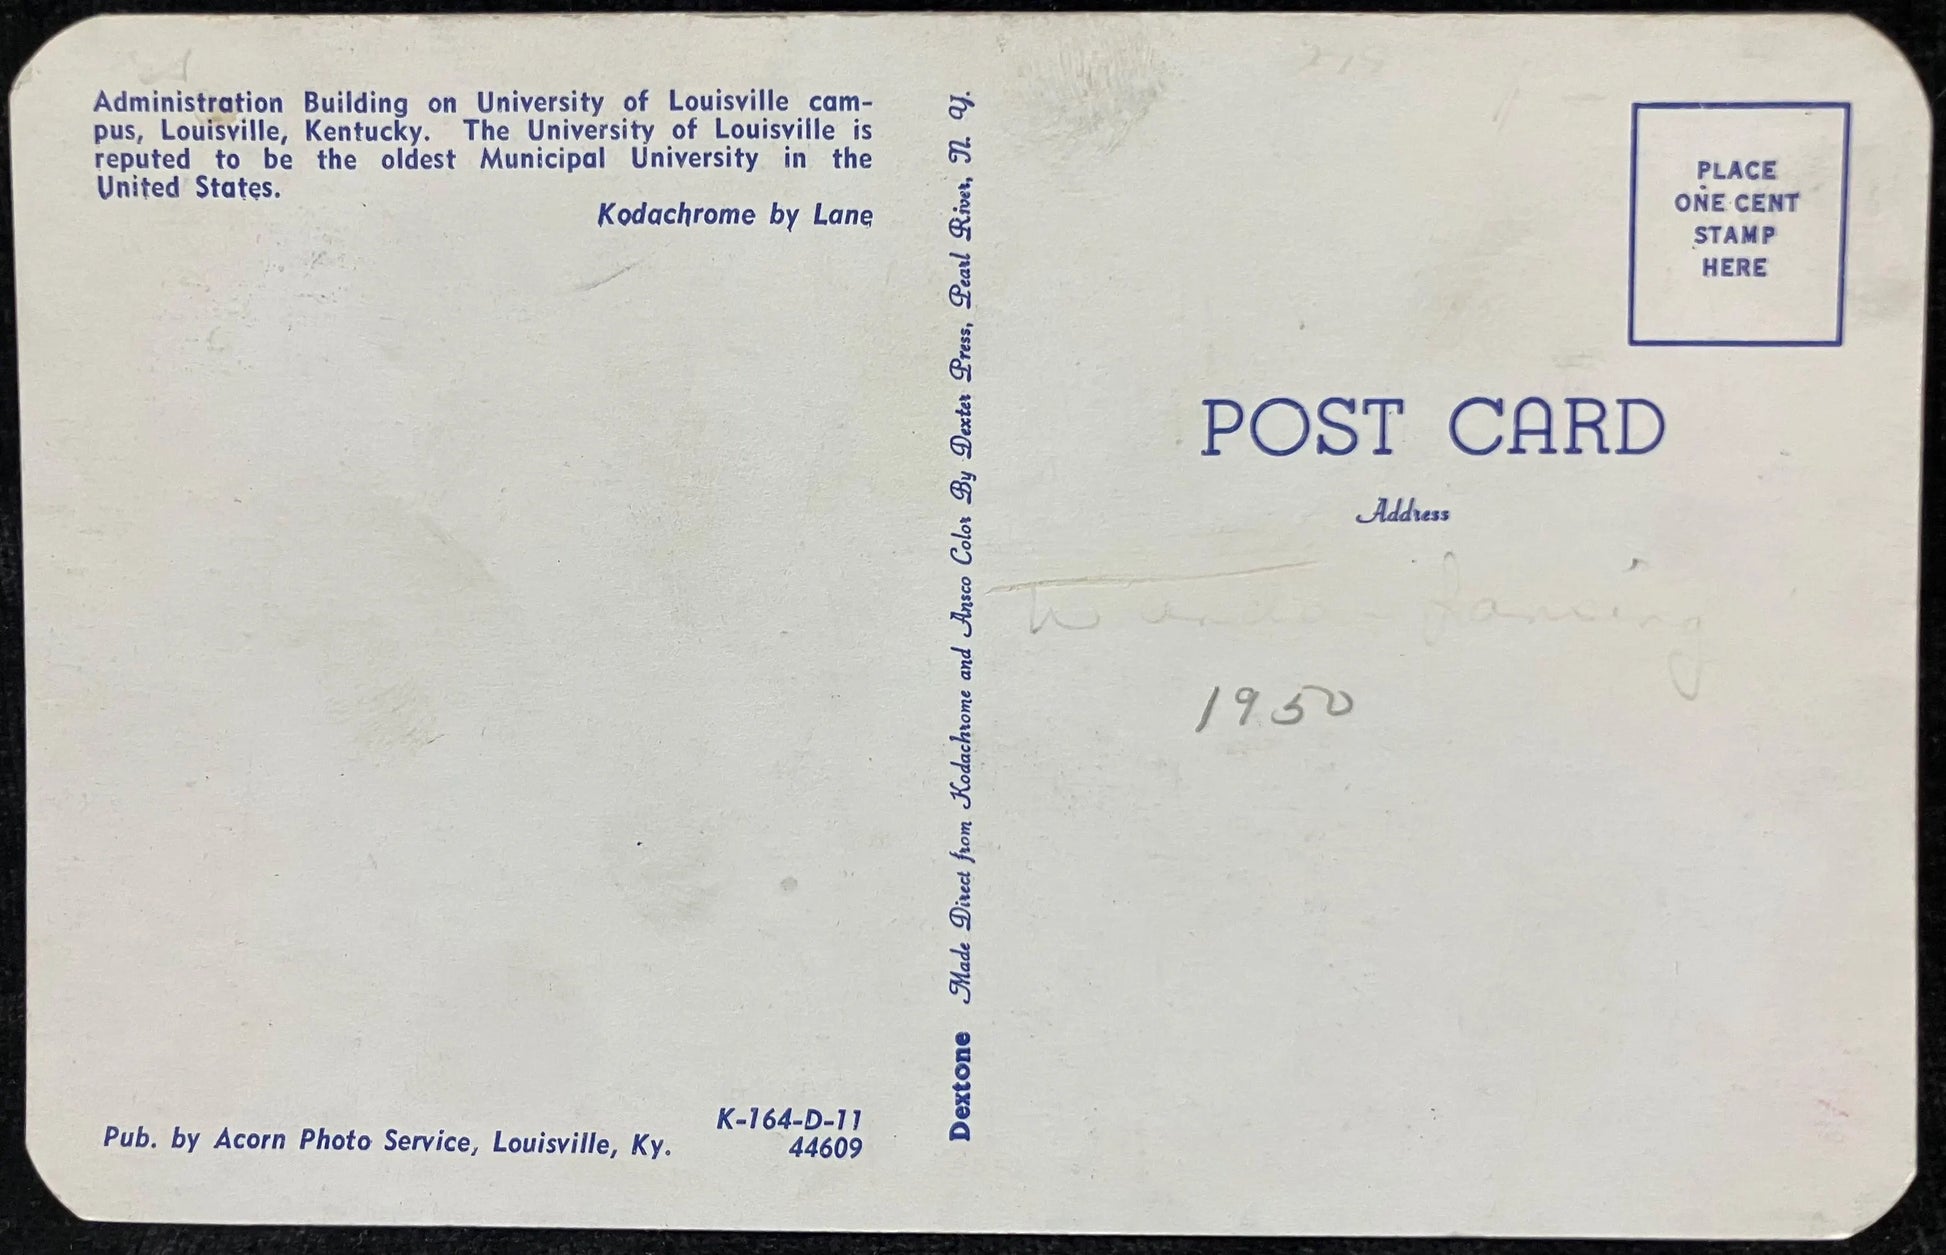 Administration Building on University of Louisville cam-
pus, Louisville, Kentucky. The University of Louisville is
reputed to be the oldest Municipal University in the
United States.
Kodachrome by Lane
Pub. by Acorn Photo Service, Louisville, Ky.
K-164-D-11
44609
Dextone Made Direct from Kodachrome and Ansco Color By Dexter Press, Pearl River, N. Y.
PLACE
ONE CENT
STAMP
HERE
POST CARD
Address
1950